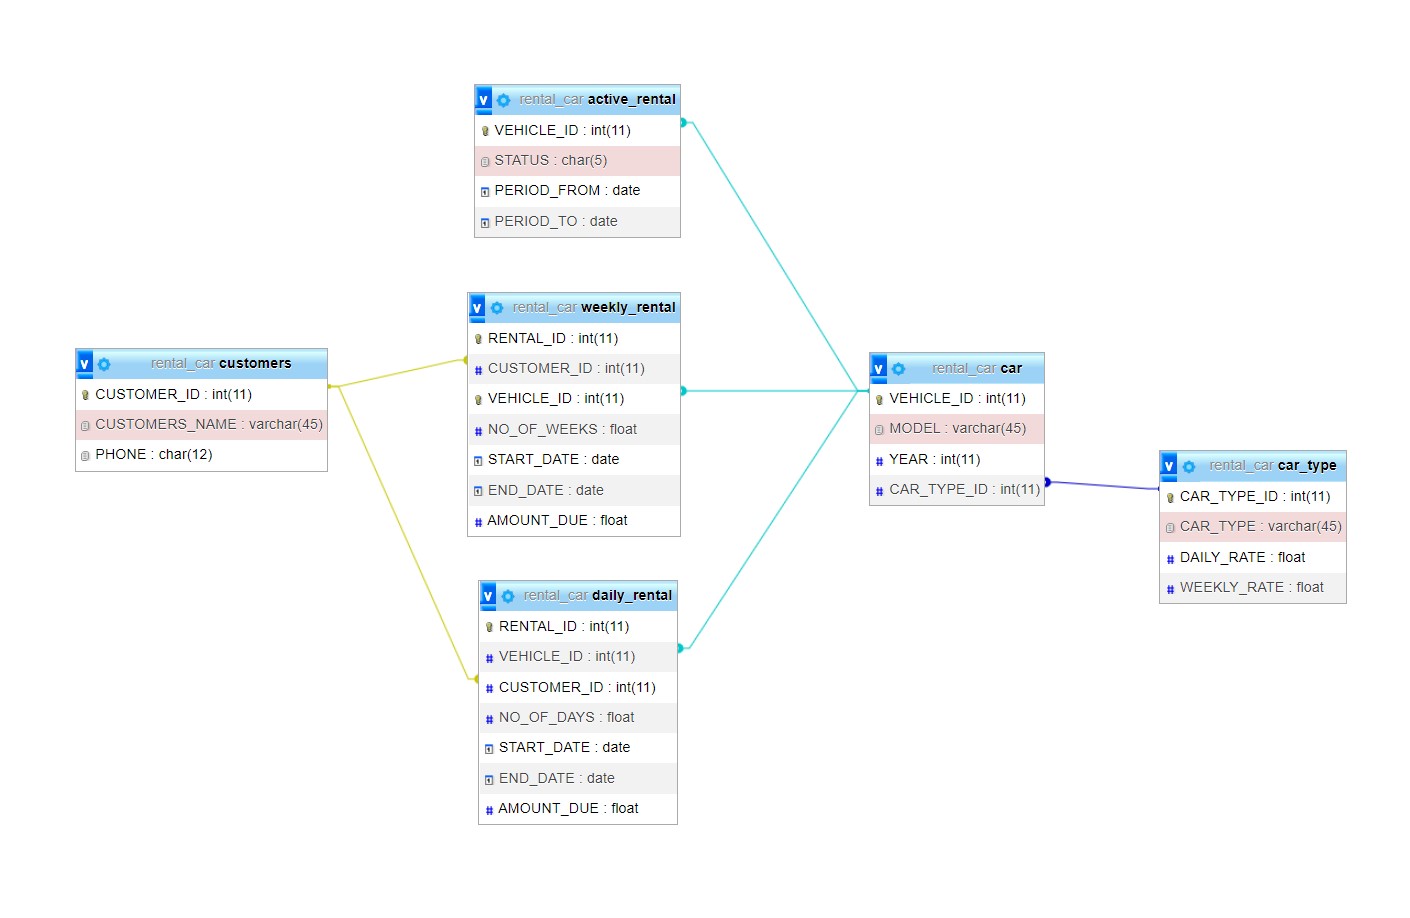 v rental_car active_rental
VEHICLE_ID : int(11)
STATUS : char(5)
PERIOD_FROM : date
PERIOD_TO : date
v rental_car weekly_rental
RENTAL_ID : int(11)
# CUSTOMER_ID : int(11)
VEHICLE_ID : int(11)
# NO_OF_WEEKS : float
START_DATE : date
END_DATE : date
# AMOUNT_DUE : float
v rental_car customers
CUSTOMER_ID : int(11)
CUSTOMERS_NAME : varchar(45)
PHONE : char(12)
v rental_car daily_rental
RENTAL_ID : int(11)
# VEHICLE_ID : int(11)
# CUSTOMER_ID : int(11)
# NO_OF_DAYS : float
START_DATE : date
END_DATE : date
# AMOUNT_DUE : float
v rental_car car
VEHICLE_ID : int(11)
MODEL : varchar(45)
# YEAR : int(11)
# CAR_TYPE_ID : int(11)
v rental_car car_type
CAR_TYPE_ID : int(11)
CAR_TYPE : varchar(45)
# DAILY_RATE : float
# WEEKLY_RATE : float